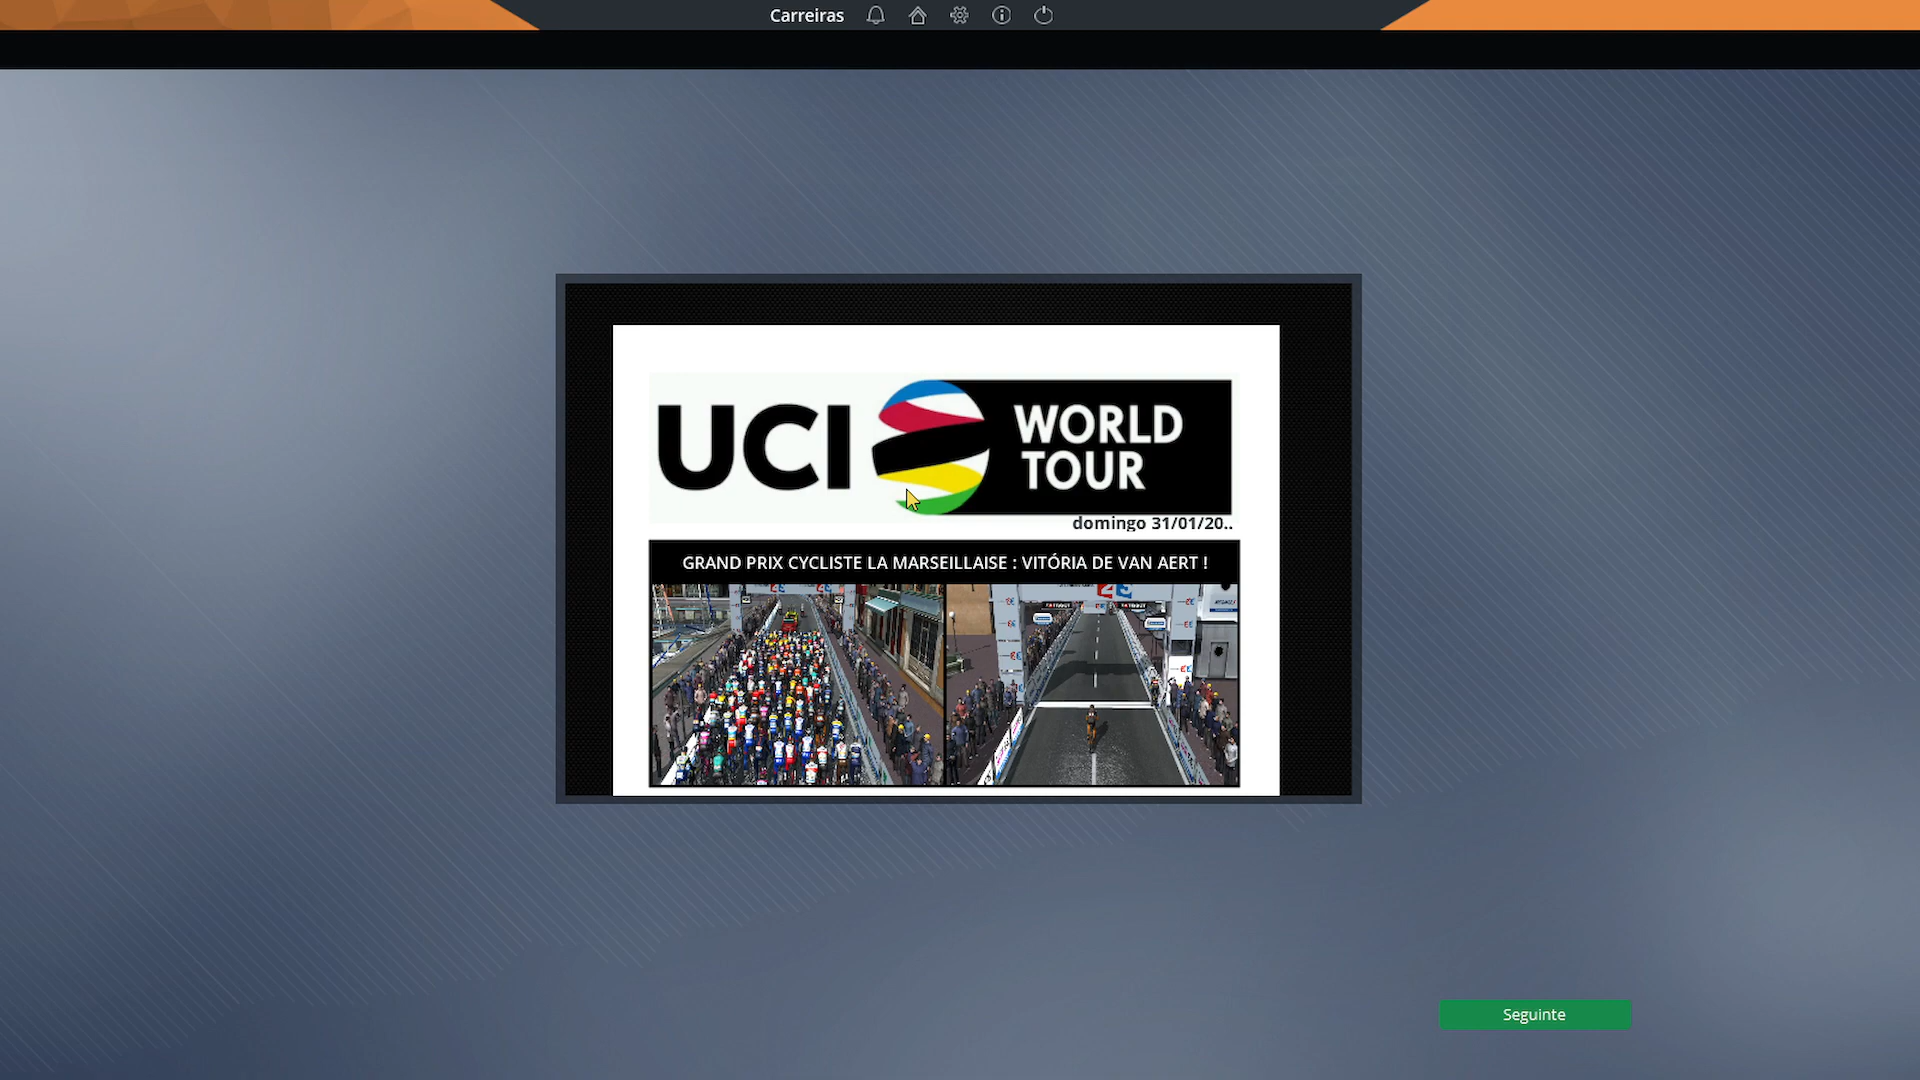 Carreiras
UCI WORLD
TOUR
domingo 31/01/20..
GRAND PRIX CYCLISTE LA MARSEILLAISE : VITÓRIA DE VAN AERT !
Seguinte